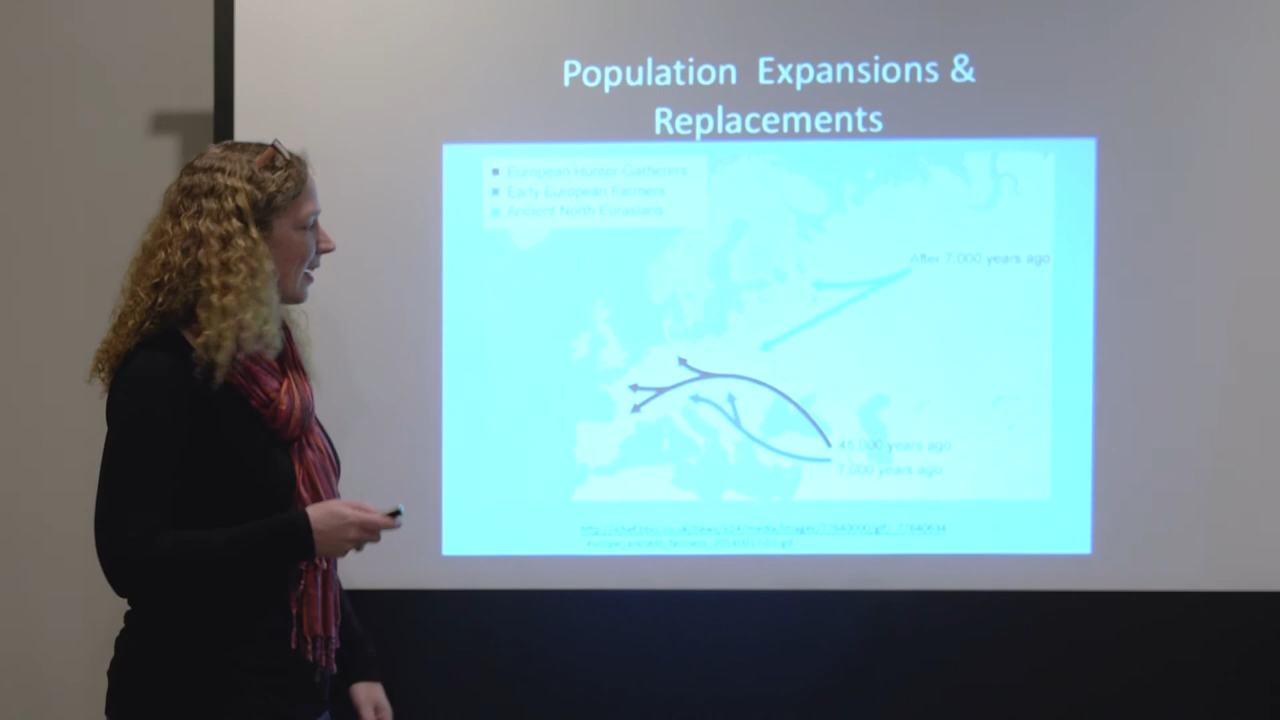 Population Expansions &
Replacements
European Hunter-Gatherers
Early European Farmers
Ancient North Eurasians
After 7,000 years ago
45,000 years ago
7,000 years ago